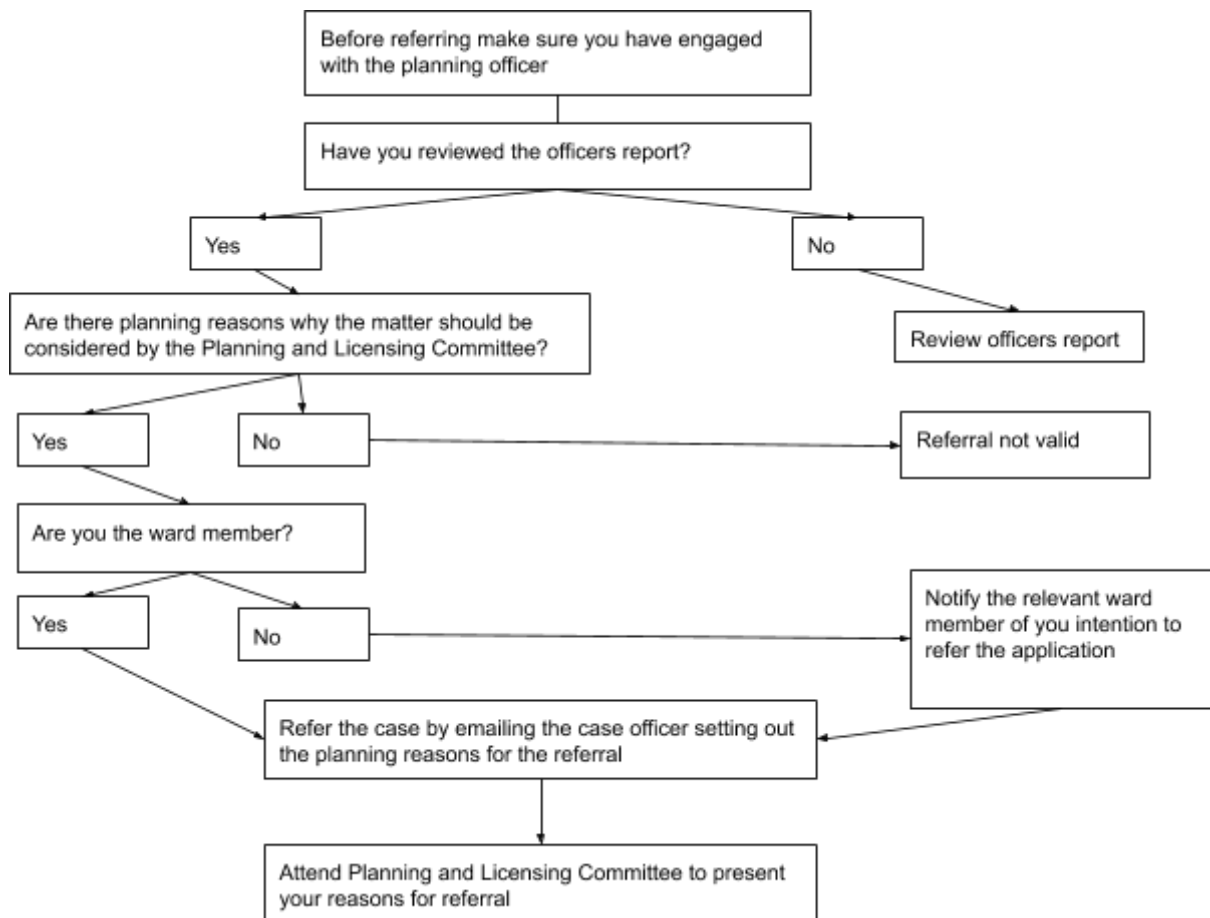 Before referring make sure you have engaged
with the planning officer
Have you reviewed the officers report?
Yes
No
Are there planning reasons why the matter should be
considered by the Planning and Licensing Committee?
Review officers report
Yes
No
Referral not valid
Are you the ward member?
Yes
No
Notify the relevant ward
member of you intention to
refer the application
Refer the case by emailing the case officer setting out
the planning reasons for the referral
Attend Planning and Licensing Committee to present
your reasons for referral